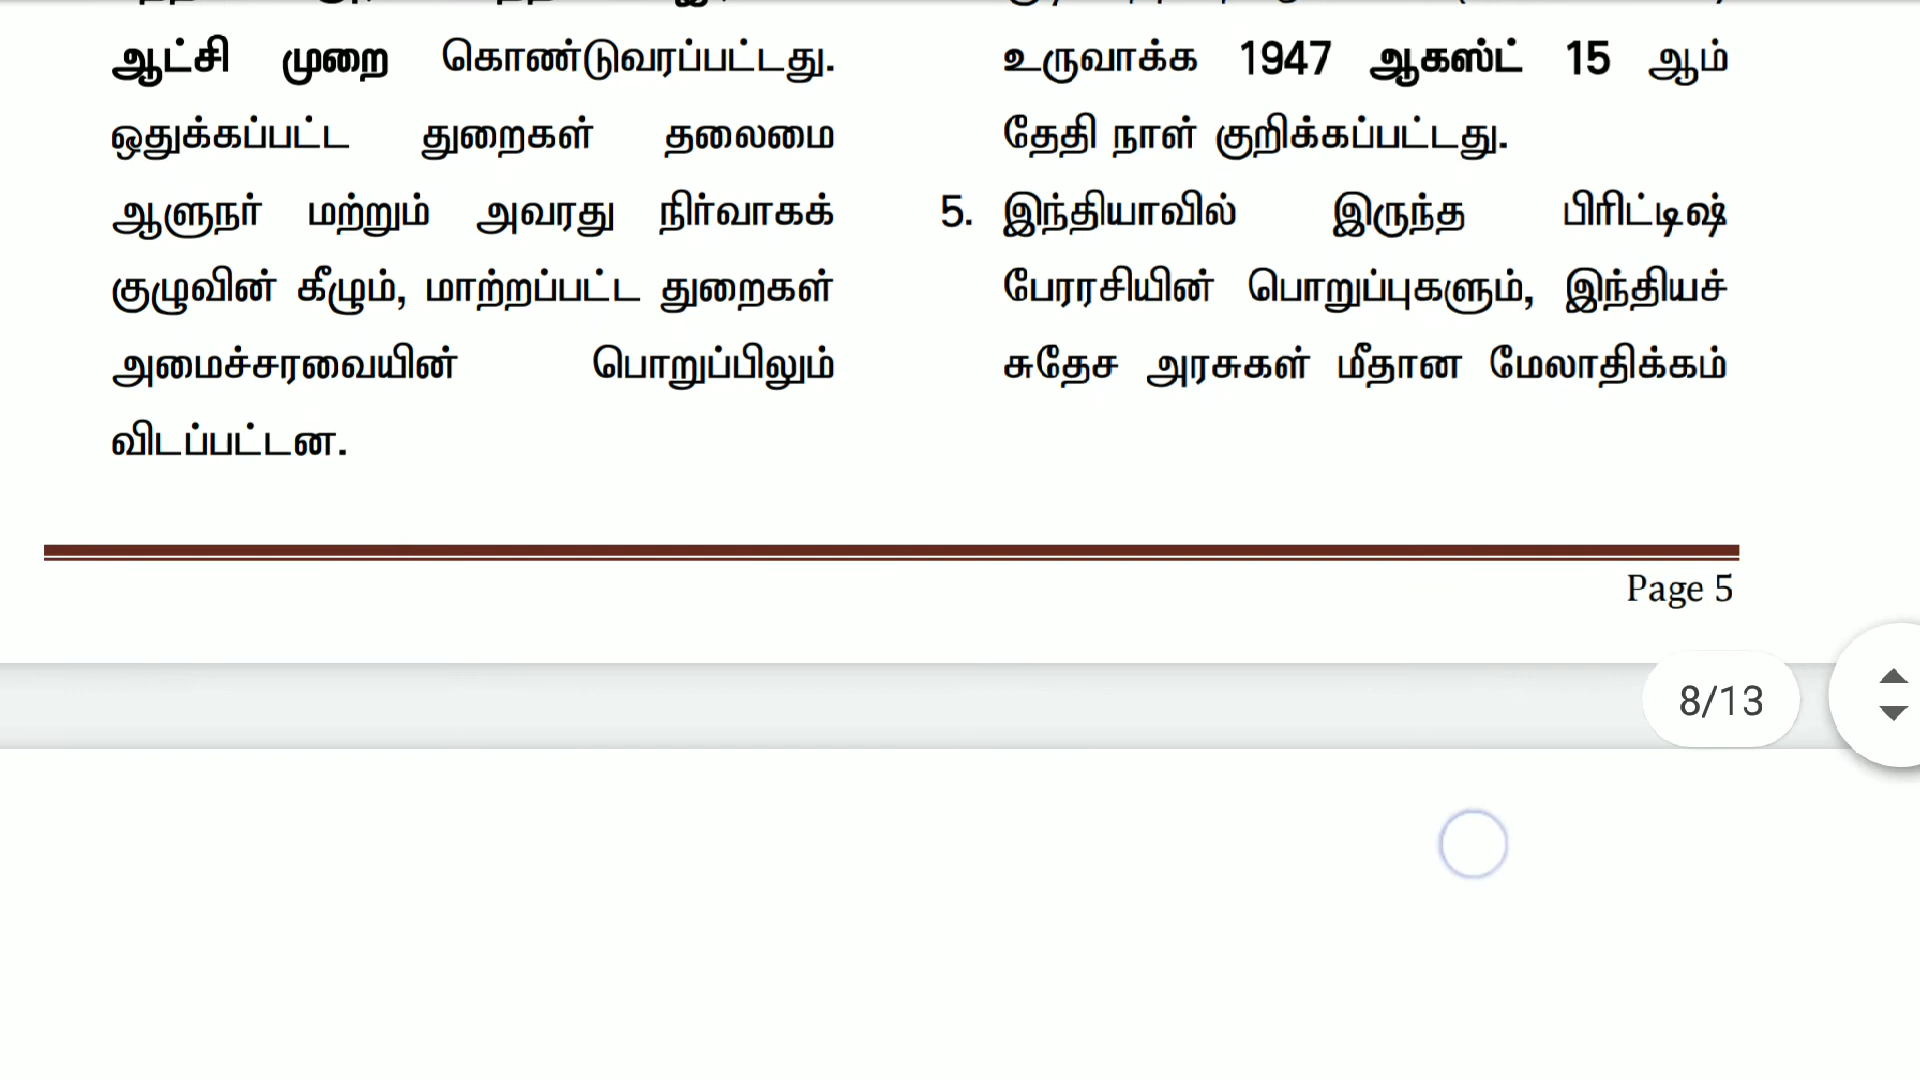 ஆட்சி முறை கொண்டுவரப்பட்டது.
ஒதுக்கப்பட்ட துறைகள் தலைமை
ஆளுநர் மற்றும் அவரது நிர்வாகக்
குழுவின் கீழும், மாற்றப்பட்ட துறைகள்
அமைச்சரவையின் பொறுப்பிலும்
விடப்பட்டன.
உருவாக்க 1947 ஆகஸ்ட் 15 ஆம்
தேதி நாள் குறிக்கப்பட்டது.
5. இந்தியாவில் இருந்த பிரிட்டிஷ்
பேரரசியின் பொறுப்புகளும், இந்தியச்
சுதேச அரசுகள் மீதான மேலாதிக்கம்
Page 5
8/13